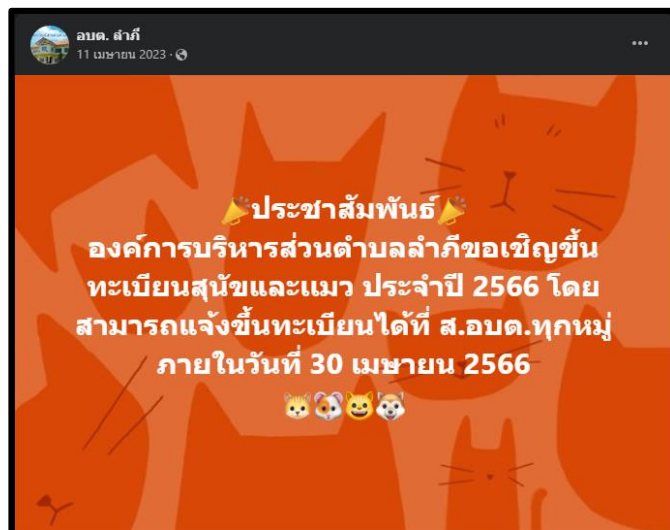 อบต. ลำภี
11 เมษายน 2023
🎉ประชาสัมพันธ์🎉
องค์การบริหารส่วนตำบลลำภีขอเชิญขึ้น
ทะเบียนสุนัขและแมว ประจำปี 2566 โดย
สามารถแจ้งขึ้นทะเบียนได้ที่ ส.อบต.ทุกหมู่
ภายในวันที่ 30 เมษายน 2566